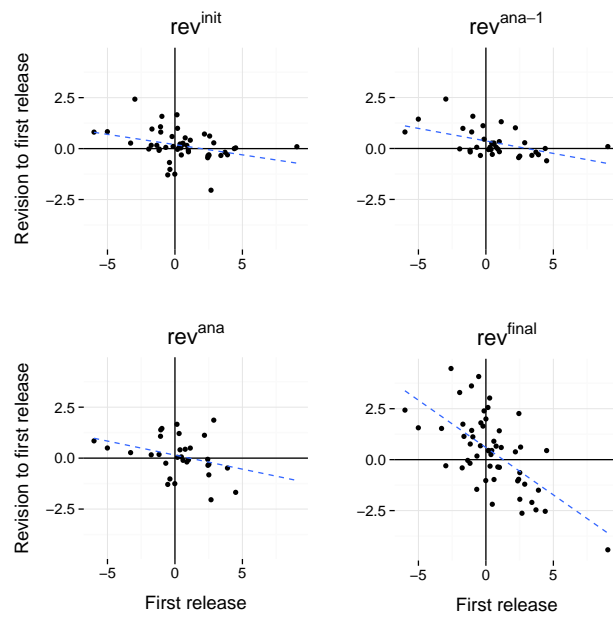 rev^init rev^ana−1
Revision to first release
2.5 2.5
0.0 0.0
−2.5 −2.5
−5 0 5 −5 0 5
rev^ana rev^final
Revision to first release
2.5 2.5
0.0 0.0
−2.5 −2.5
−5 0 5 −5 0 5
First release First release